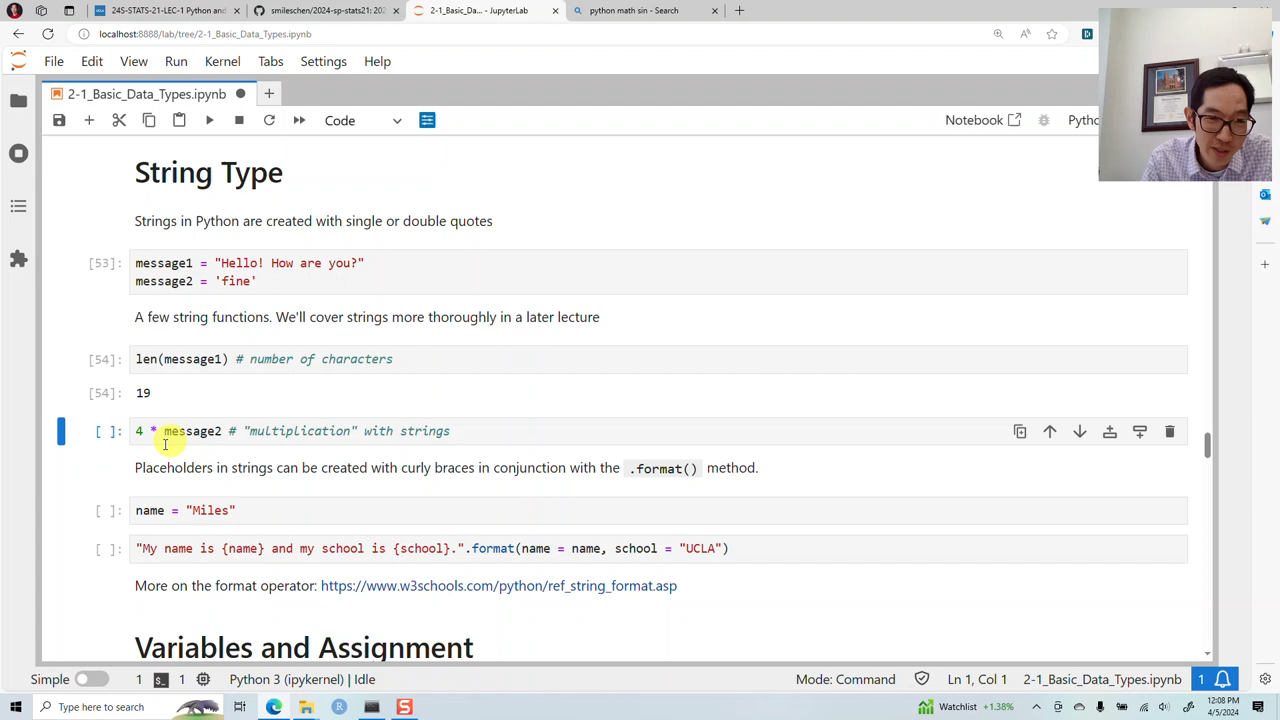 24S-STATS-21-LEC-1 Python and
smileschen/2024-sp-stats21: 202
2-1_Basic_Da... - JupyterLab
python math sin - Search
localhost:8888/lab/tree/2-1_Basic_Data_Types.ipynb
File Edit View Run Kernel Tabs Settings Help
2-1_Basic_Data_Types.ipynb
Code
Notebook
Pytho
String Type
Strings in Python are created with single or double quotes
[53]: message1 = "Hello! How are you?"
message2 = 'fine'
A few string functions. We'll cover strings more thoroughly in a later lecture
[54]: len(message1) # number of characters
[54]: 19
[ ]: 4 * message2 # "multiplication" with strings
Placeholders in strings can be created with curly braces in conjunction with the .format() method.
[ ]: name = "Miles"
[ ]: "My name is {name} and my school is {school}.".format(name = name, school = "UCLA")
More on the format operator: https://www.w3schools.com/python/ref_string_format.asp
Variables and Assignment
Simple 1 $_ 1 Python 3 (ipykernel) | Idle Mode: Command Ln 1, Col 1 2-1_Basic_Data_Types.ipynb 1
Type here to search
Watchlist +1.38%
12:08 PM
4/5/2024